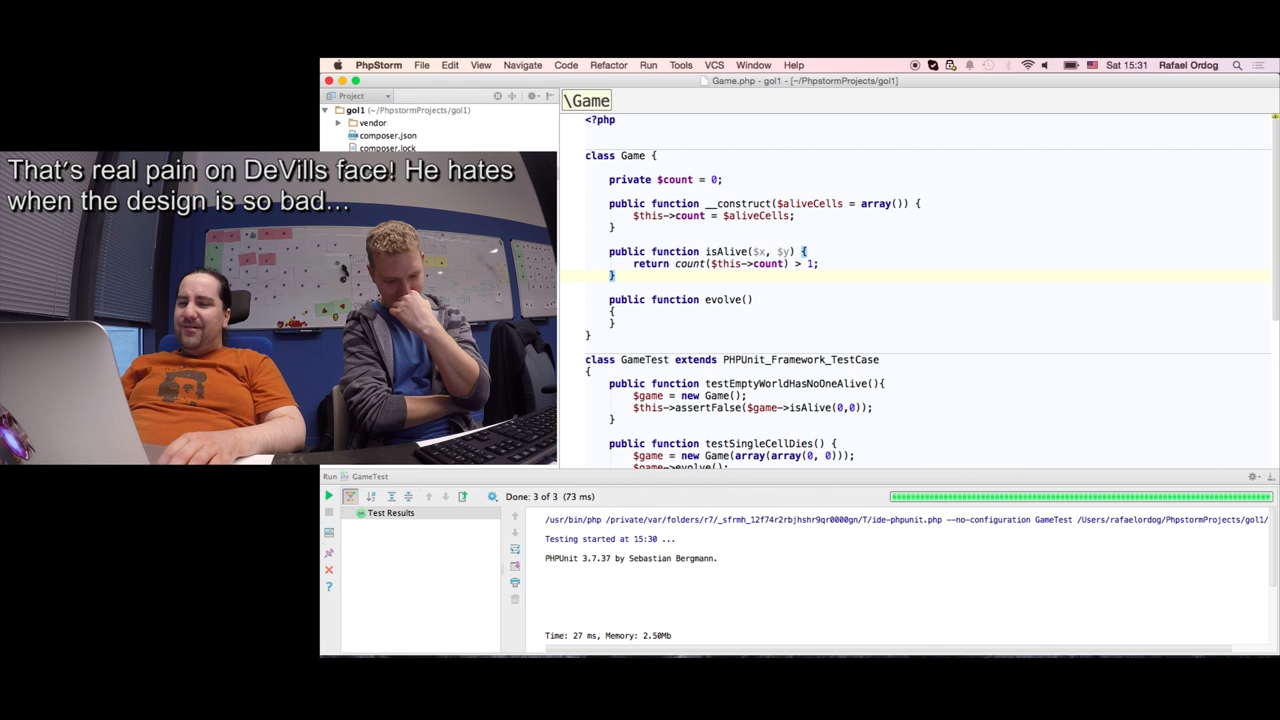 PhpStorm File Edit View Navigate Code Refactor Run Tools VCS Window Help Sat 15:31 Rafael Ordog
Game.php - gol1 - [~/PhpstormProjects/gol1]
Project
\Game
gol1 (~/PhpstormProjects/gol1)
vendor
composer.json
composer.lock
That's real pain on DeVills face! He hates
when the design is so bad...
<?php
class Game {
private $count = 0;
public function __construct($aliveCells = array()) {
$this->count = $aliveCells;
}
public function isAlive($x, $y) {
return count($this->count) > 1;
}
public function evolve()
{
}
}
class GameTest extends PHPUnit_Framework_TestCase
{
public function testEmptyWorldHasNoOneAlive(){
$game = new Game();
$this->assertFalse($game->isAlive(0,0));
}
public function testSingleCellDies() {
$game = new Game(array(array(0, 0)));
$game->evolve();
Run GameTest
Done: 3 of 3 (73 ms)
Test Results
/usr/bin/php /private/var/folders/r7/_sfrmh_12f74r2rbjhshr9qr0000gn/T/ide-phpunit.php --no-configuration GameTest /Users/rafaelordog/PhpstormProjects/gol1/
Testing started at 15:30 ...
PHPUnit 3.7.37 by Sebastian Bergmann.
Time: 27 ms, Memory: 2.50Mb